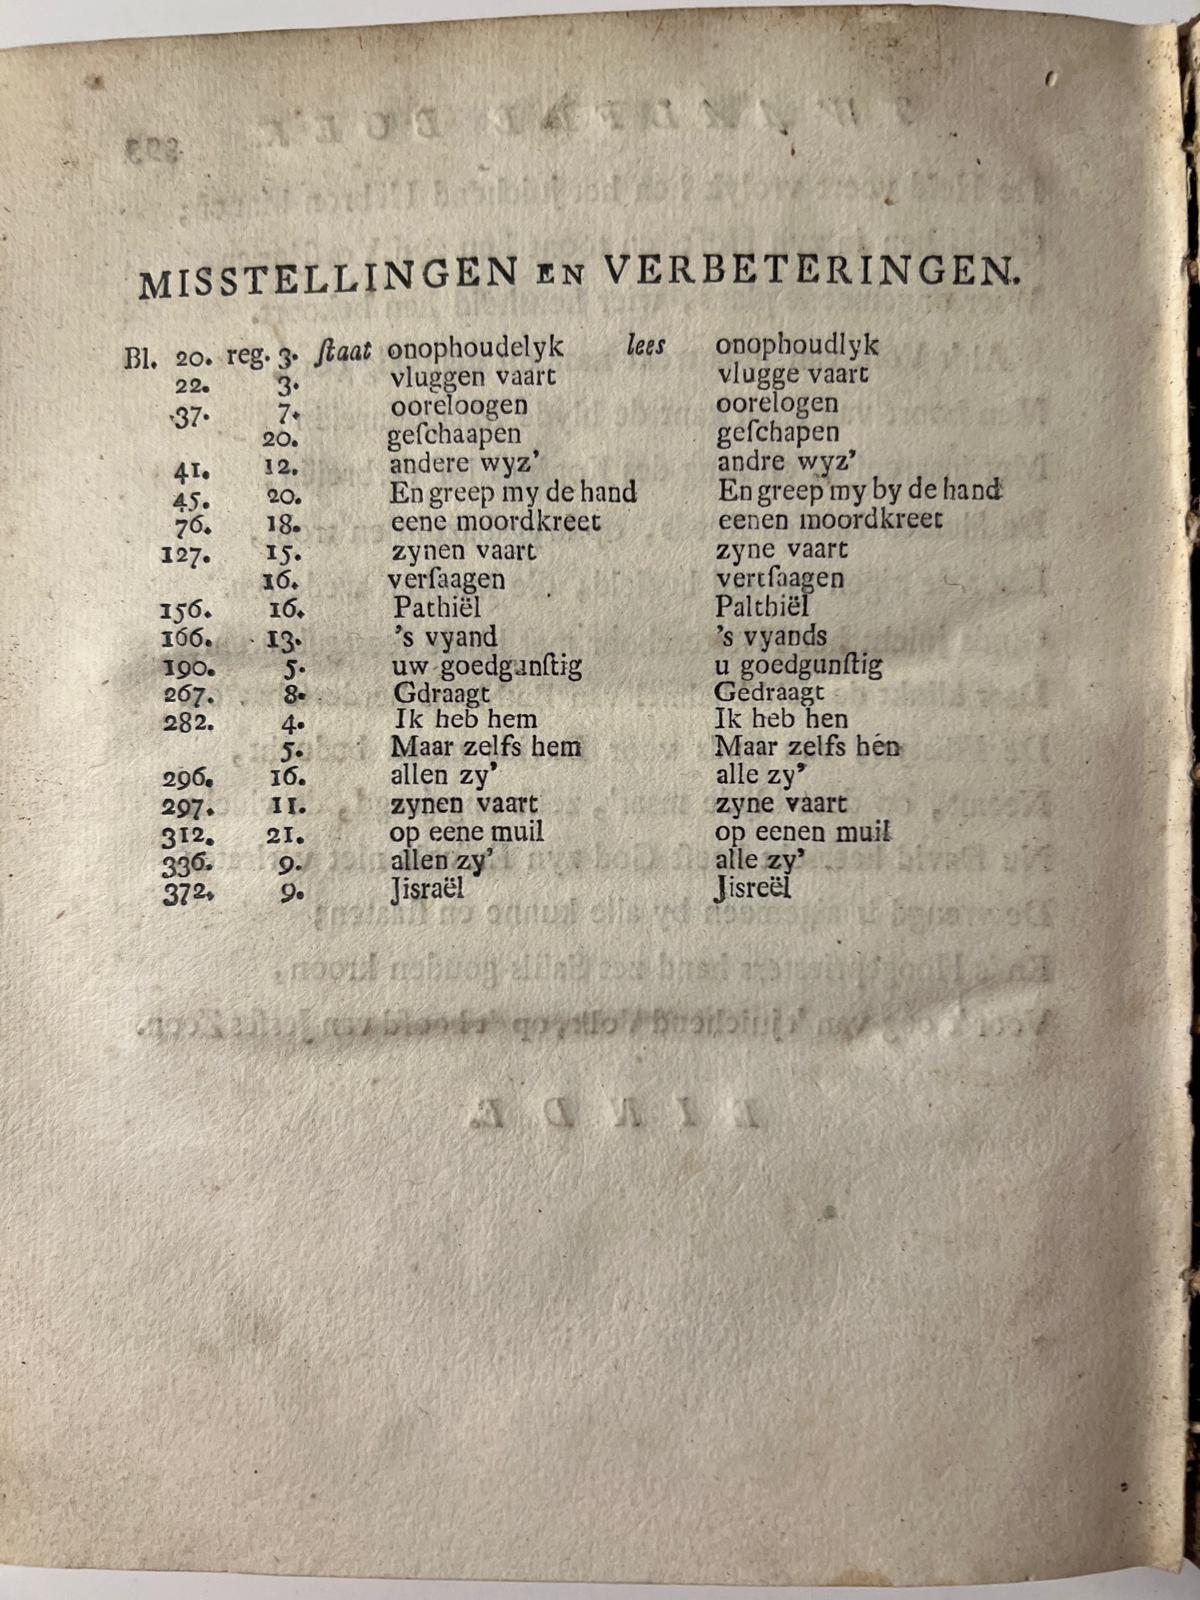 MISSTELLINGEN EN VERBETERINGEN.
Bl. 20. reg. 3. ſtaat onophoudelyk lees onophoudlyk
22. 3. vluggen vaart vlugge vaart
37. 7. ooreloogen oorelogen
20. geſchaapen geſchapen
41. 12. andere wyz’ andre wyz’
45. 20. En greep my de hand En greep my by de hand
76. 18. eene moordkreet eenen moordkreet
127. 15. zynen vaart zyne vaart
16. verſaagen vertſaagen
156. 16. Pathiël Palthiël
166. 13. ’s vyand ’s vyands
190. 5. uw goedgunſtig u goedgunſtig
267. 8. Gdraagt Gedraagt
282. 4. Ik heb hem Ik heb hen
5. Maar zelfs hem Maar zelfs hén
296. 16. allen zy’ alle zy’
297. 11. zynen vaart zyne vaart
312. 21. op eene muil op eenen muil
336. 9. allen zy’ alle zy’
372. 9. Jisraël Jisreël